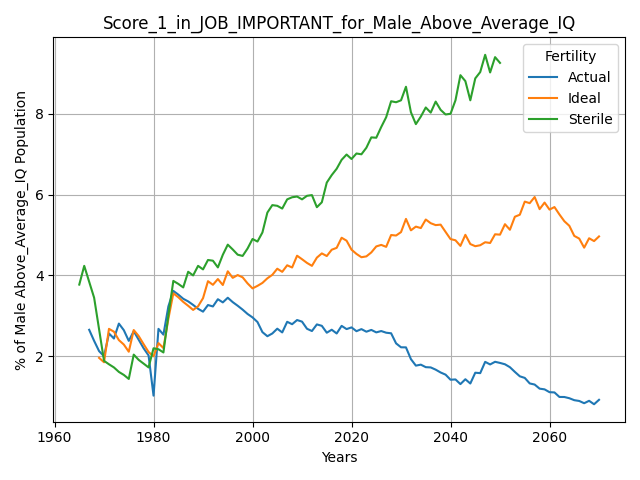 Score_1_in_JOB_IMPORTANT_for_Male_Above_Average_IQ
% of Male Above_Average_IQ Population
8
6
4
2
Fertility
Actual
Ideal
Sterile
1960 1980 2000 2020 2040 2060
Years